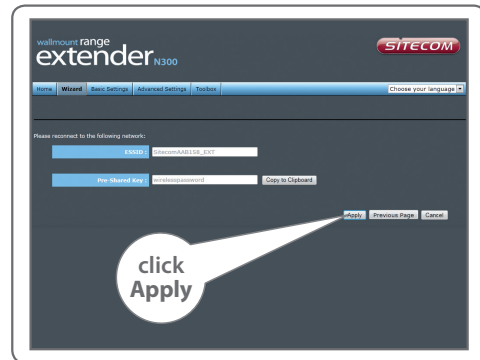 wallmount range
extender N300
SITECOM
Home Wizard Basic Settings Advanced Settings Toolbox Choose your language
Please reconnect to the following network:
ESSID : SitecomAAB158_EXT
Pre-Shared Key : wirelesspassword Copy to Clipboard
Apply Previous Page Cancel
click
Apply